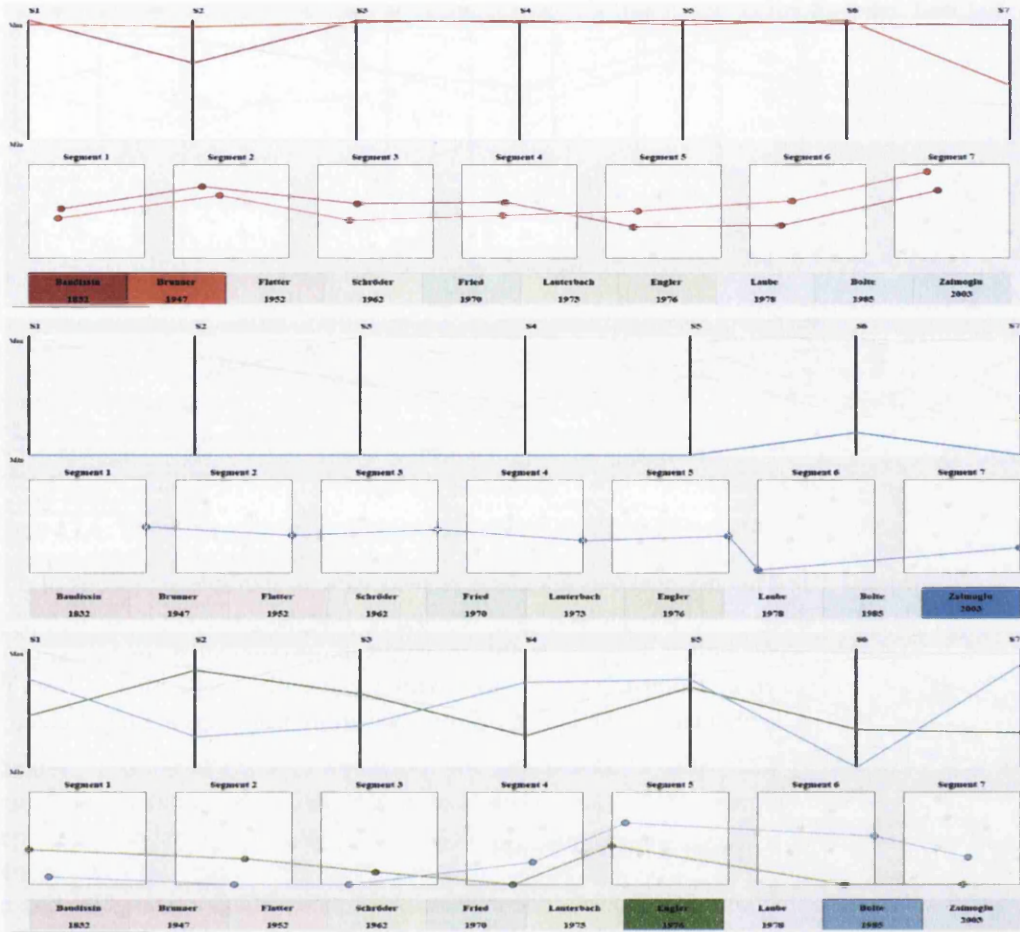 S1 S2 S3 S4 S5 S6 S7
Max
Min
Segment 1 Segment 2 Segment 3 Segment 4 Segment 5 Segment 6 Segment 7
Baudissin Brunner Flatter Schröder Fried Lauterbach Engler Laube Bolte Zaimoglu
1832 1947 1952 1962 1970 1973 1976 1978 1985 2003
S1 S2 S3 S4 S5 S6 S7
Max
Min
Segment 1 Segment 2 Segment 3 Segment 4 Segment 5 Segment 6 Segment 7
Baudissin Brunner Flatter Schröder Fried Lauterbach Engler Laube Bolte Zaimoglu
1832 1947 1952 1962 1970 1973 1976 1978 1985 2003
S1 S2 S3 S4 S5 S6 S7
Max
Min
Segment 1 Segment 2 Segment 3 Segment 4 Segment 5 Segment 6 Segment 7
Baudissin Brunner Flatter Schröder Fried Lauterbach Engler Laube Bolte Zaimoglu
1832 1947 1952 1962 1970 1973 1976 1978 1985 2003